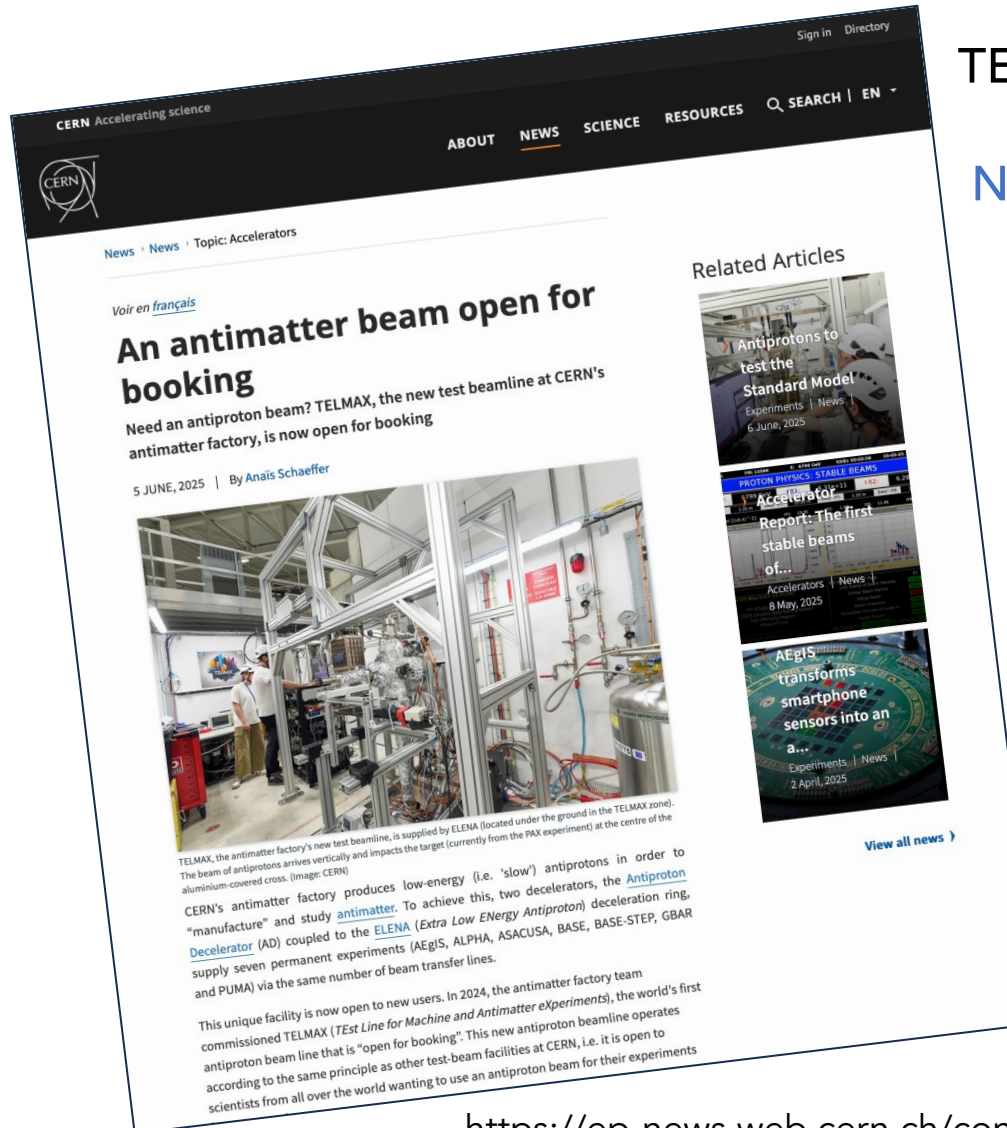 Sign in Directory
TE
CERN Accelerating science
CERN
ABOUT NEWS SCIENCE RESOURCES SEARCH | EN
N
News › News › Topic: Accelerators
Voir en français
An antimatter beam open for
booking
Need an antiproton beam? TELMAX, the new test beamline at CERN's
antimatter factory, is now open for booking
5 JUNE, 2025 | By Anaïs Schaeffer
TELMAX, the antimatter factory's new test beamline, is supplied by ELENA (located under the ground in the TELMAX zone).
The beam of antiprotons arrives vertically and impacts the target (currently from the PAX experiment) at the centre of the
aluminium-covered cross. (Image: CERN)
CERN's antimatter factory produces low-energy (i.e. 'slow') antiprotons in order to
"manufacture" and study antimatter. To achieve this, two decelerators, the Antiproton
Decelerator (AD) coupled to the ELENA (Extra Low ENergy Antiproton) deceleration ring,
supply seven permanent experiments (AEgIS, ALPHA, ASACUSA, BASE, BASE-STEP, GBAR
and PUMA) via the same number of beam transfer lines.
This unique facility is now open to new users. In 2024, the antimatter factory team
commissioned TELMAX (TEst Line for Machine and Antimatter eXperiments), the world's first
antiproton beam line that is "open for booking". This new antiproton beamline operates
according to the same principle as other test-beam facilities at CERN, i.e. it is open to
scientists from all over the world wanting to use an antiproton beam for their experiments
Related Articles
Antiprotons to
test the
Standard Model
Experiments | News |
6 June, 2025
PROTON PHYSICS: STABLE BEAMS
Accelerator
Report: The first
stable beams
of...
Accelerators | News |
8 May, 2025
AEgIS
transforms
smartphone
sensors into an
a...
Experiments | News |
2 April, 2025
View all news ›